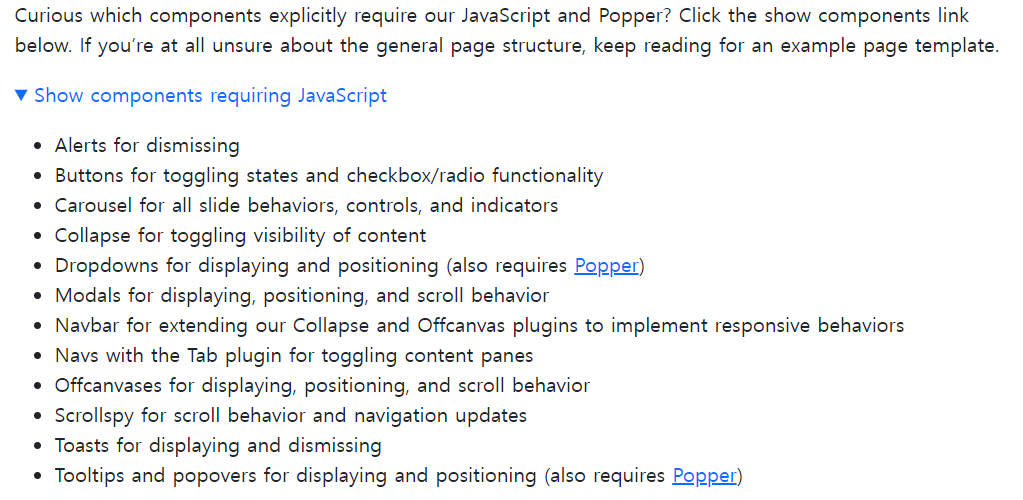 Curious which components explicitly require our JavaScript and Popper? Click the show components link
below. If you’re at all unsure about the general page structure, keep reading for an example page template.
▼ Show components requiring JavaScript
• Alerts for dismissing
• Buttons for toggling states and checkbox/radio functionality
• Carousel for all slide behaviors, controls, and indicators
• Collapse for toggling visibility of content
• Dropdowns for displaying and positioning (also requires Popper)
• Modals for displaying, positioning, and scroll behavior
• Navbar for extending our Collapse and Offcanvas plugins to implement responsive behaviors
• Navs with the Tab plugin for toggling content panes
• Offcanvases for displaying, positioning, and scroll behavior
• Scrollspy for scroll behavior and navigation updates
• Toasts for displaying and dismissing
• Tooltips and popovers for displaying and positioning (also requires Popper)